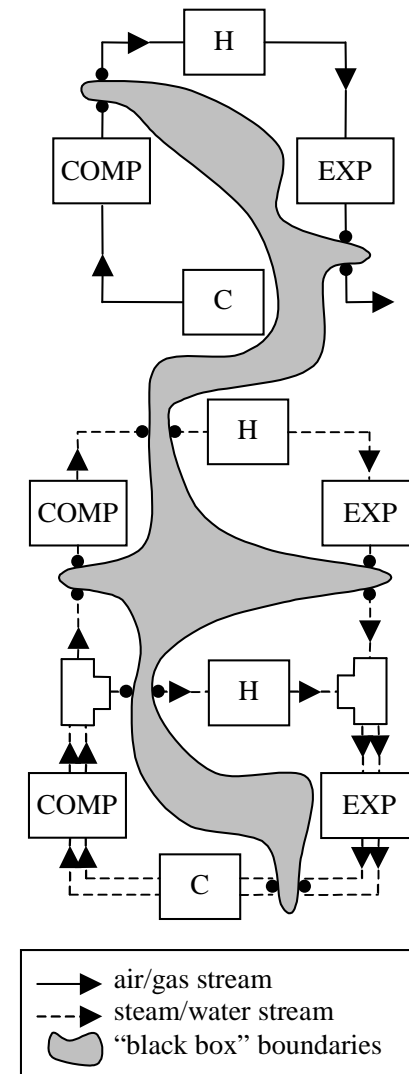 H
COMP
EXP
C
H
COMP
EXP
H
COMP
EXP
C
air/gas stream
steam/water stream
“black box” boundaries